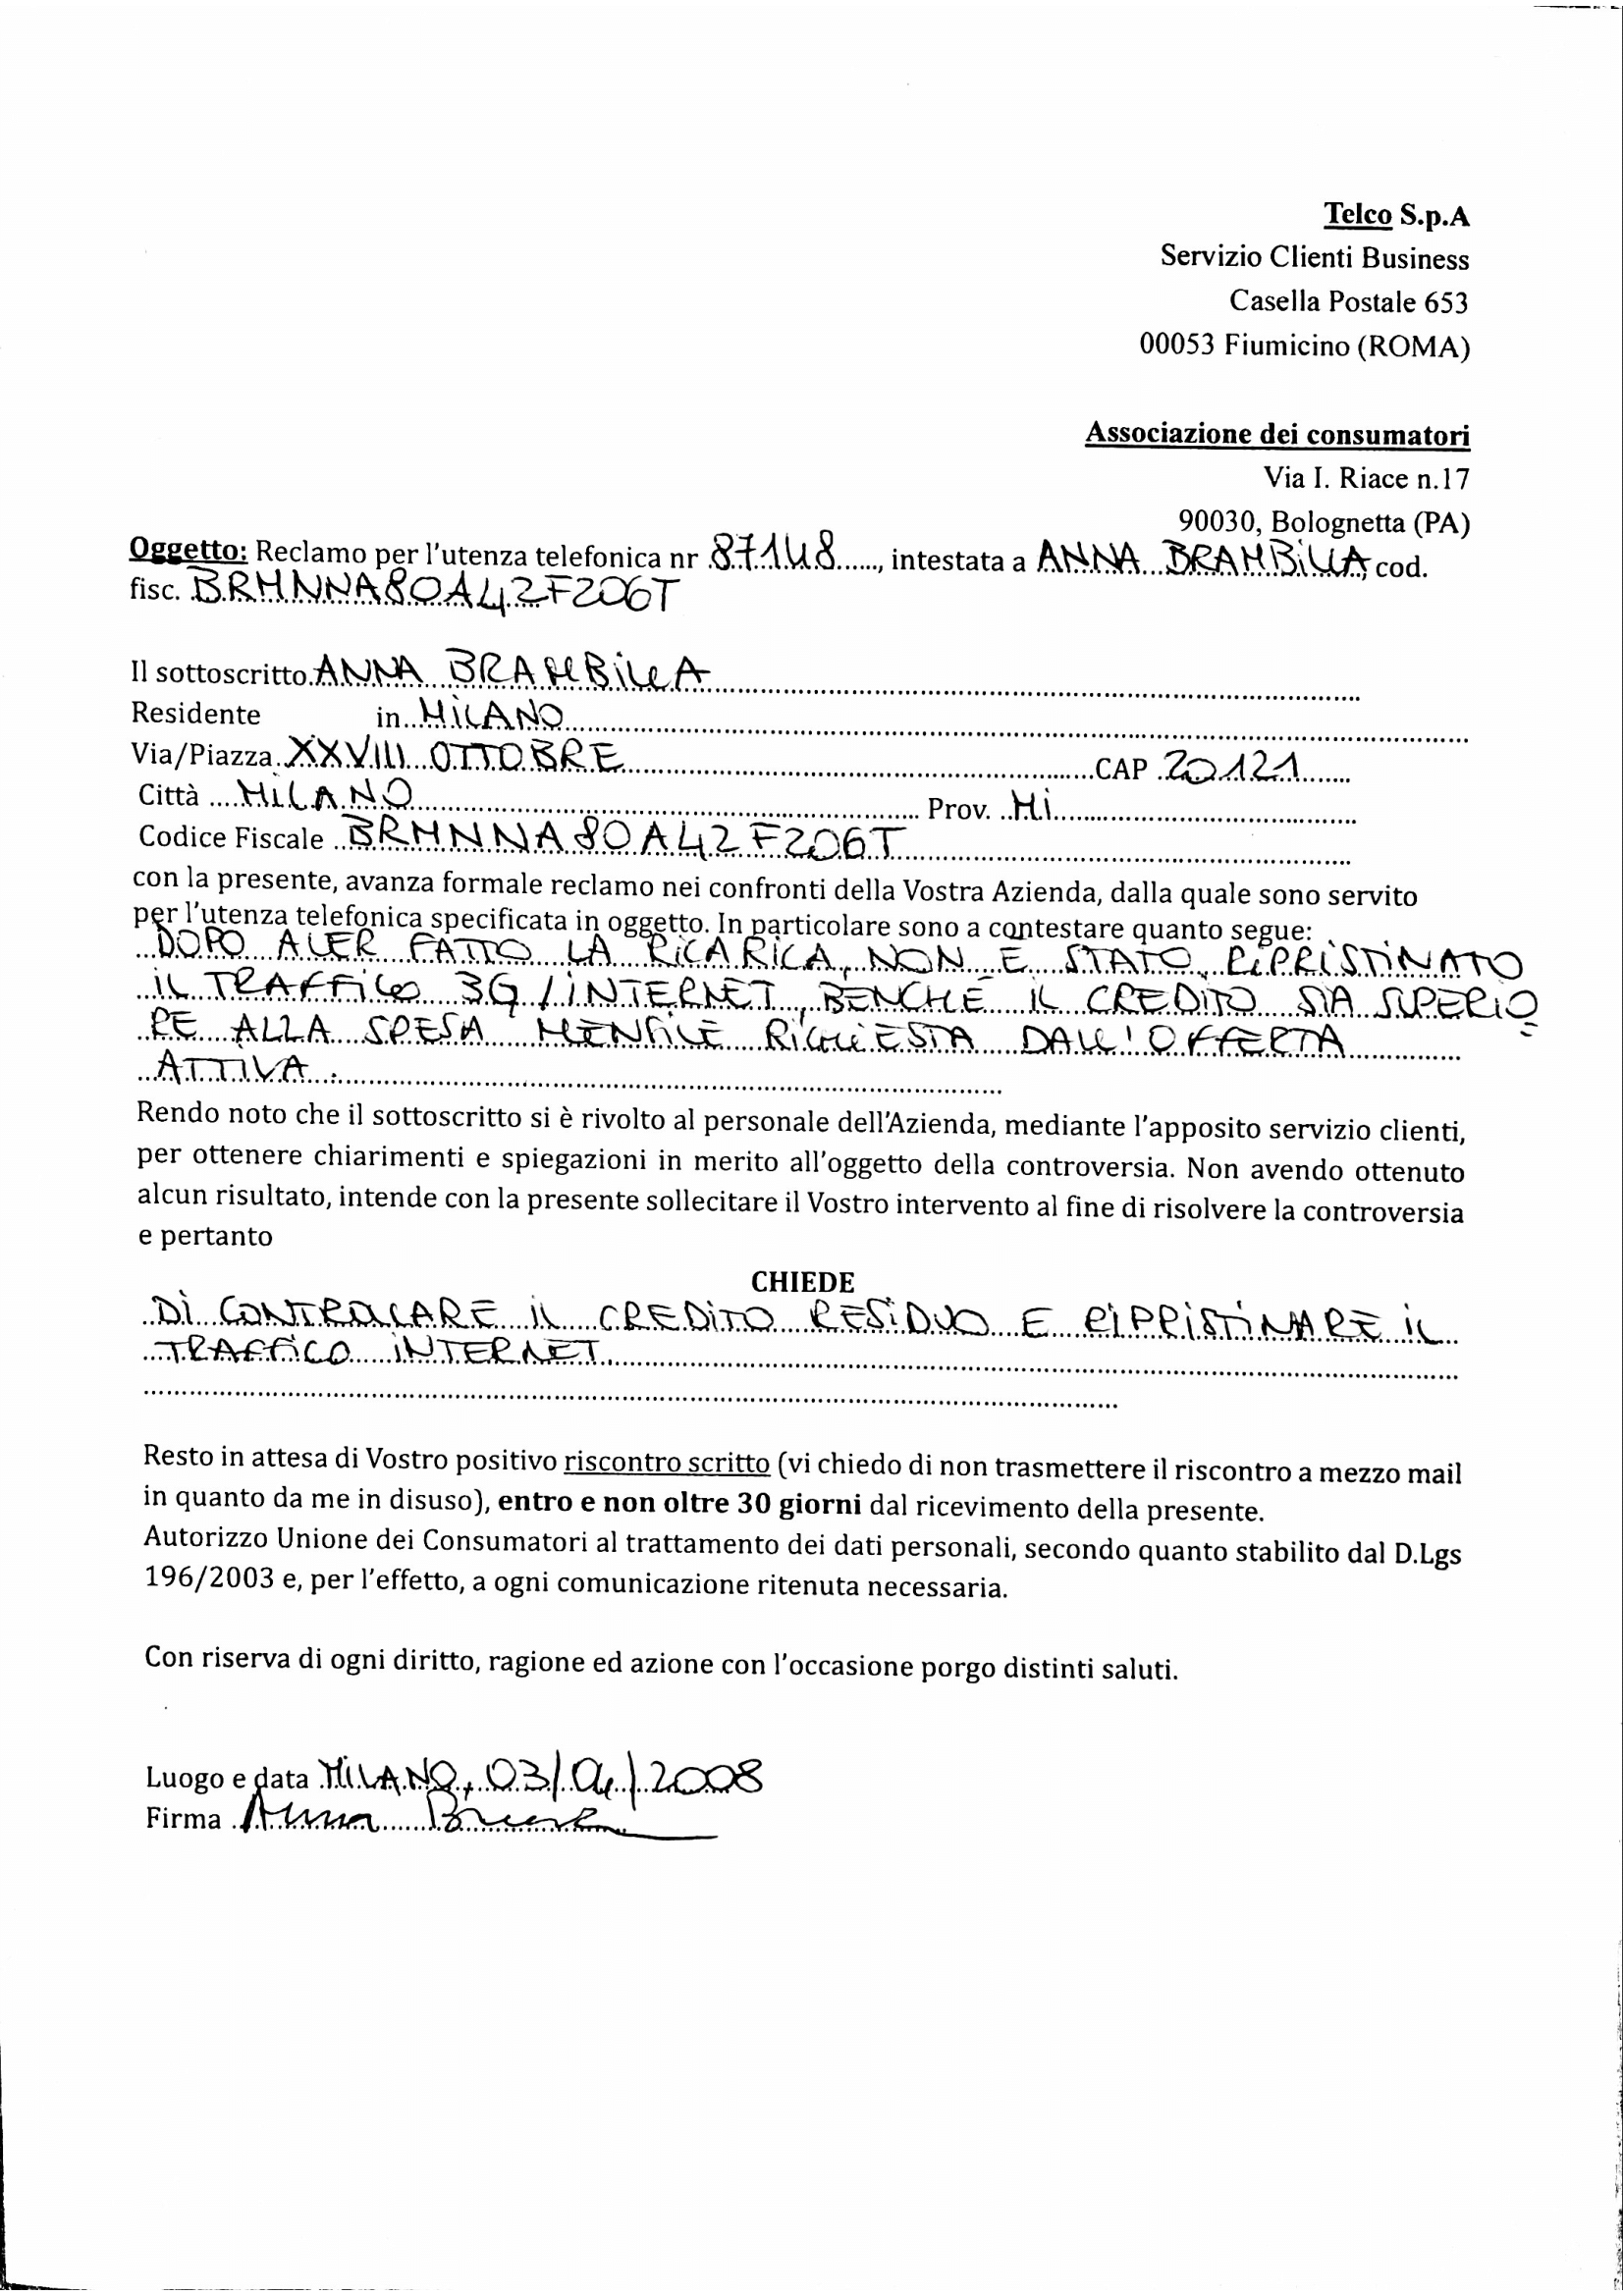 Telco S.p.A
Servizio Clienti Business
Casella Postale 653
00053 Fiumicino (ROMA)
Associazione dei consumatori
Via I. Riace n.17
90030, Bolognetta (PA)
Oggetto: Reclamo per l'utenza telefonica nr 87148......, intestata a ANNA BRAMBILLA, cod.
fisc. BRMNNA80A42F206T
Il sottoscritto ANNA BRAMBILLA
Residente in MILANO
Via/Piazza XXVIII OTTOBRE CAP 20121
Città MILANO Prov. Mi
Codice Fiscale BRMNNA80A42F206T
con la presente, avanza formale reclamo nei confronti della Vostra Azienda, dalla quale sono servito
per l'utenza telefonica specificata in oggetto. In particolare sono a contestare quanto segue:
DOPO AVER FATTO LA RICARICA, NON È STATO RIPRISTINATO
IL TRAFFICO 3G/INTERNET, BENCHÉ IL CREDITO SIA SUPERIO
RE ALLA SPESA MENSILE RICHIESTA DALL'OFFERTA
ATTIVA.
Rendo noto che il sottoscritto si è rivolto al personale dell'Azienda, mediante l'apposito servizio clienti,
per ottenere chiarimenti e spiegazioni in merito all'oggetto della controversia. Non avendo ottenuto
alcun risultato, intende con la presente sollecitare il Vostro intervento al fine di risolvere la controversia
e pertanto
CHIEDE
DI CONTROLLARE IL CREDITO RESIDUO E RIPRISTINARE IL
TRAFFICO INTERNET
Resto in attesa di Vostro positivo riscontro scritto (vi chiedo di non trasmettere il riscontro a mezzo mail
in quanto da me in disuso), entro e non oltre 30 giorni dal ricevimento della presente.
Autorizzo Unione dei Consumatori al trattamento dei dati personali, secondo quanto stabilito dal D.Lgs
196/2003 e, per l'effetto, a ogni comunicazione ritenuta necessaria.
Con riserva di ogni diritto, ragione ed azione con l'occasione porgo distinti saluti.
Luogo e data MILANO, 03/04/2008
Firma Anna